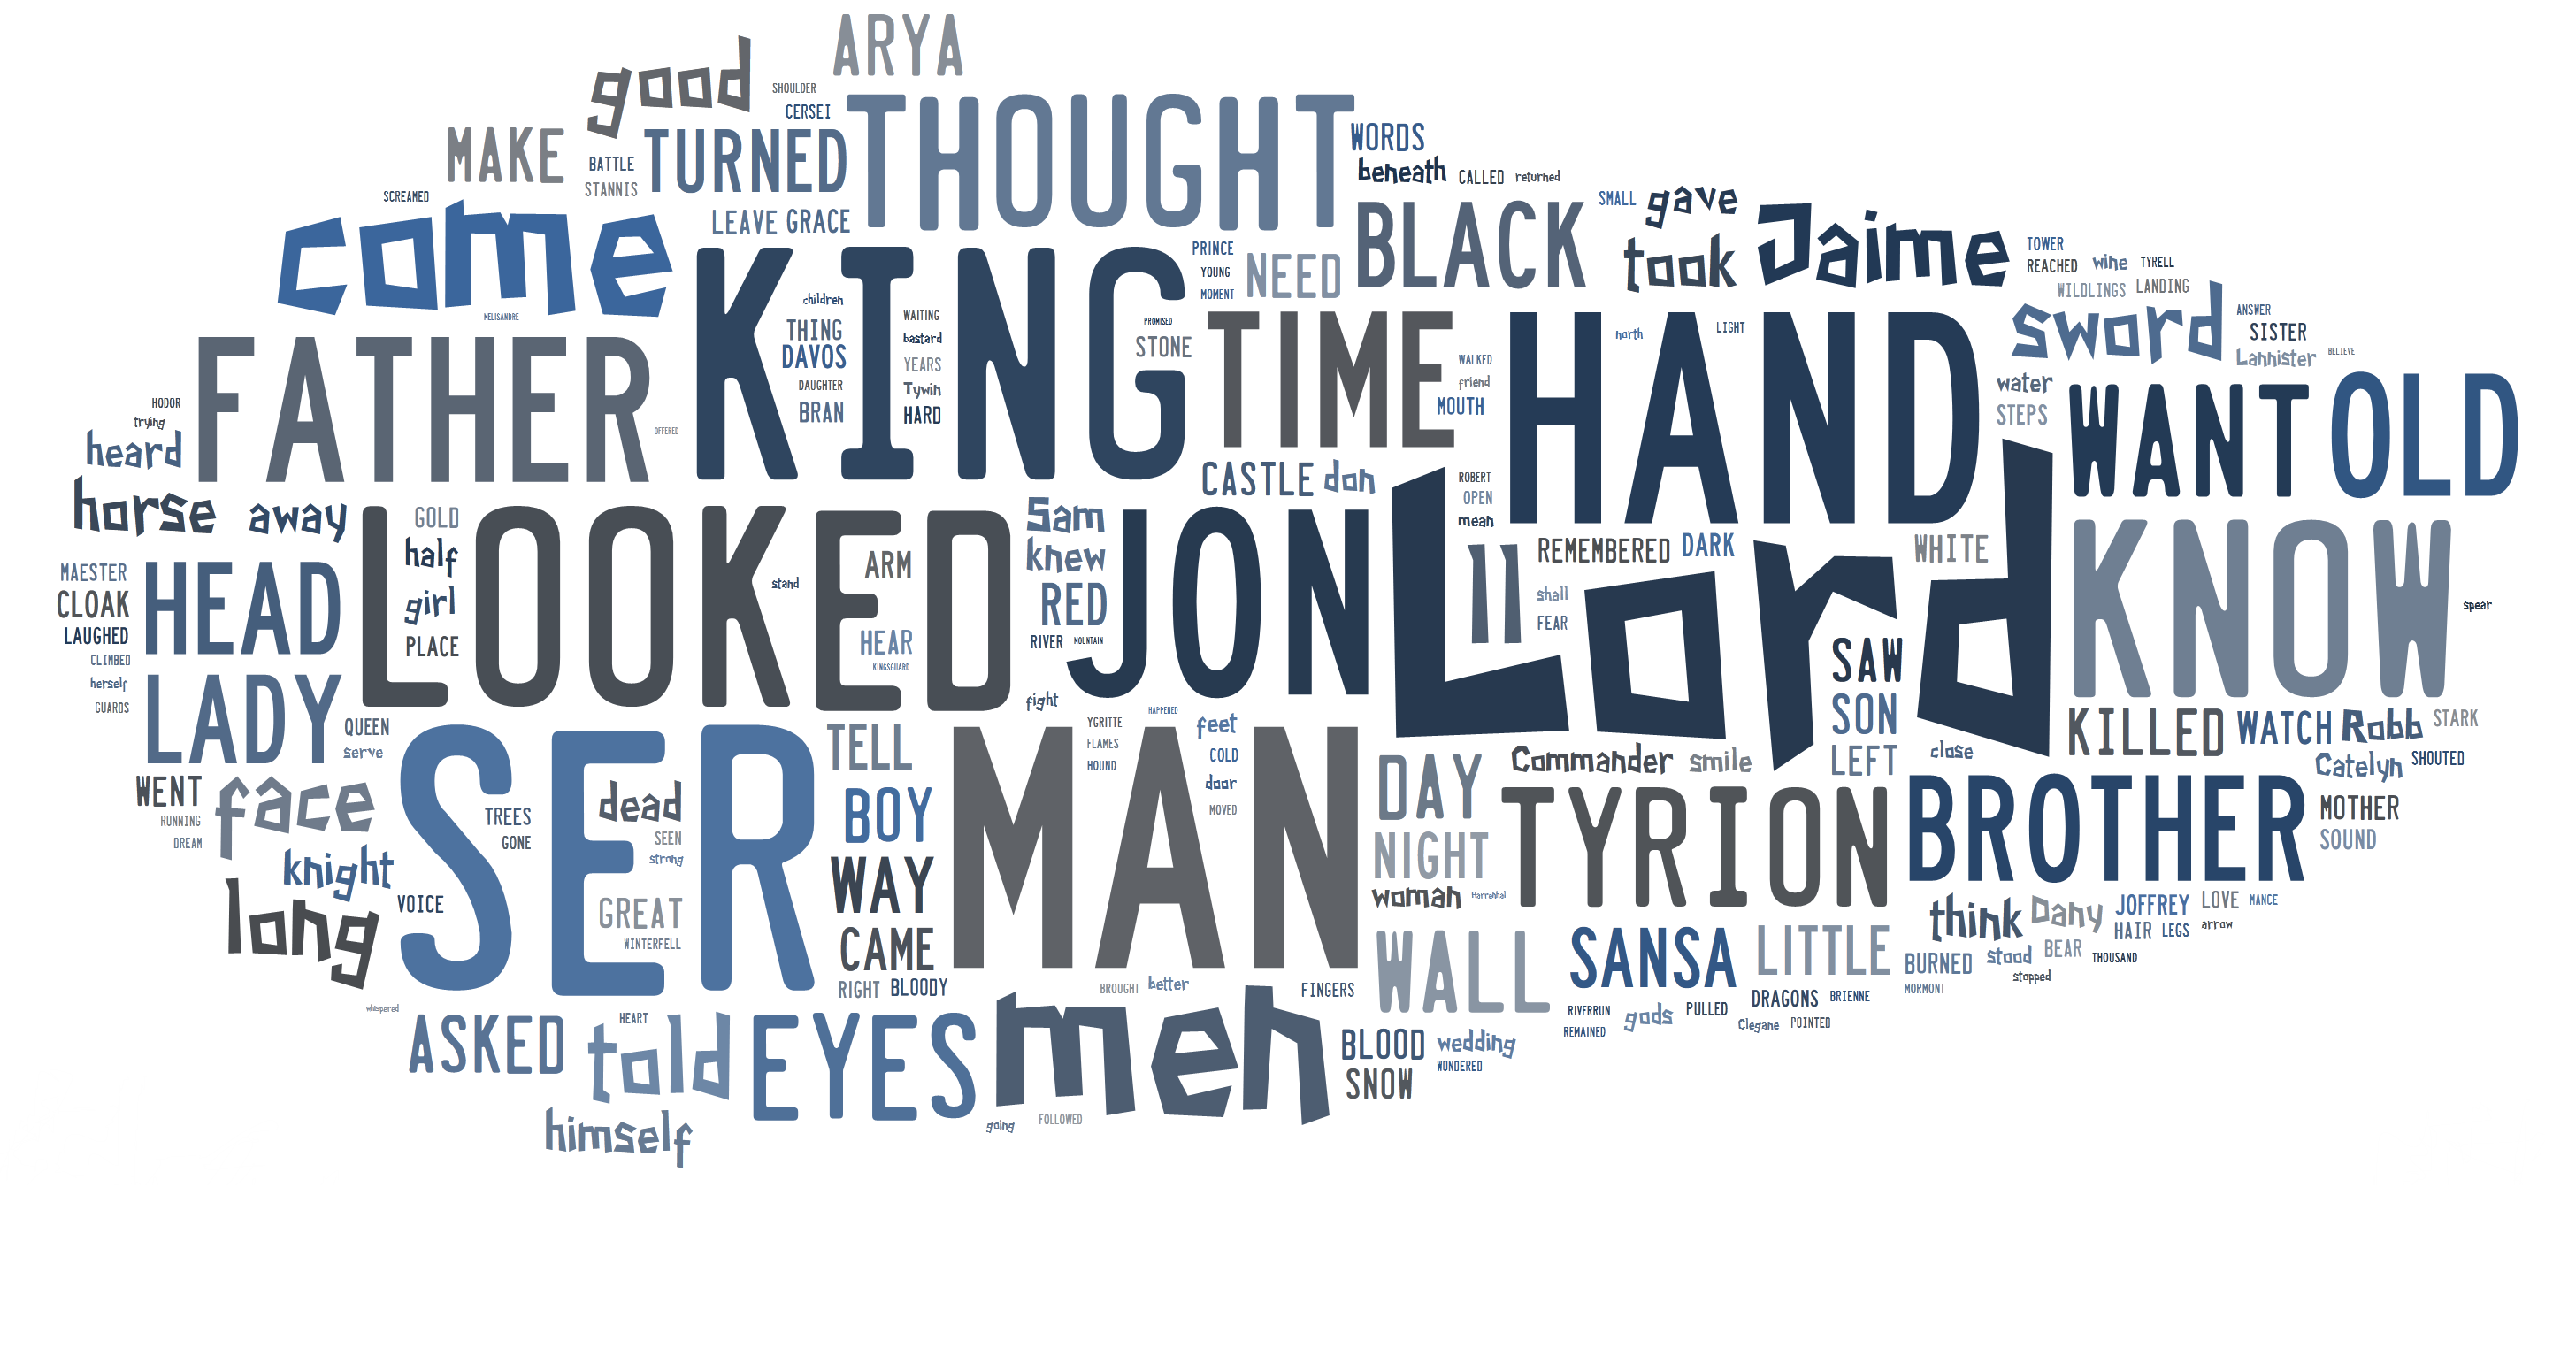 ARYA
good
SHOULDER
CERSEI
THOUGHT
MAKE
BATTLE
STANNIS
TURNED
WORDS
beneath
CALLED
returned
SCREAMED
come
LEAVE
GRACE
BLACK
SMALL
gave
took
Jaime
TOWER
REACHED
wine
TYRELL
WILDLINGS
LANDING
MELISANDRE
KING
PRINCE
YOUNG
MOMENT
NEED
children
THING
DAVOS
DAUGHTER
BRAN
WAITING
bastard
YEARS
Tywin
HARD
PROMISED
STONE
TIME
WALKED
friend
MOUTH
HAND
north
LIGHT
sword
ANSWER
SISTER
Lannister
BELIEVE
water
STEPS
WANT
OLD
HODOR
trying
heard
FATHER
OFFERED
horse
away
LOOKED
GOLD
half
girl
PLACE
stand
ARM
HEAR
KINGSGUARD
CASTLE
don
Sam
knew
RED
RIVER
MOUNTAIN
JON
Lord
ROBERT
OPEN
mean
ll
REMEMBERED
DARK
shall
FEAR
WHITE
SAW
SON
LEFT
KNOW
spear
MAESTER
CLOAK
LAUGHED
CLIMBED
herself
GUARDS
HEAD
LADY
QUEEN
serve
fight
HAPPENED
YGRITTE
FLAMES
HOUND
feet
COLD
door
MOVED
KILLED
WATCH
Robb
STARK
Catelyn
SHOUTED
close
WENT
RUNNING
DREAM
face
SER
TREES
GONE
dead
SEEN
strong
GREAT
WINTERFELL
TELL
BOY
WAY
CAME
RIGHT
BLOODY
MAN
DAY
NIGHT
woman
Harrenhal
Commander
smile
TYRION
BROTHER
MOTHER
SOUND
knight
long
VOICE
whispered
BROUGHT
better
FINGERS
WALL
SANSA
LITTLE
think
Dany
JOFFREY
LOVE
MANCE
HAIR
LEGS
arrow
BURNED
MORMONT
stood
BEAR
THOUSAND
stopped
RIVERRUN
REMAINED
gods
PULLED
DRAGONS
BRIENNE
Clegane
POINTED
ASKED
told
HEART
EYES
men
BLOOD
SNOW
wedding
WONDERED
himself
going
FOLLOWED